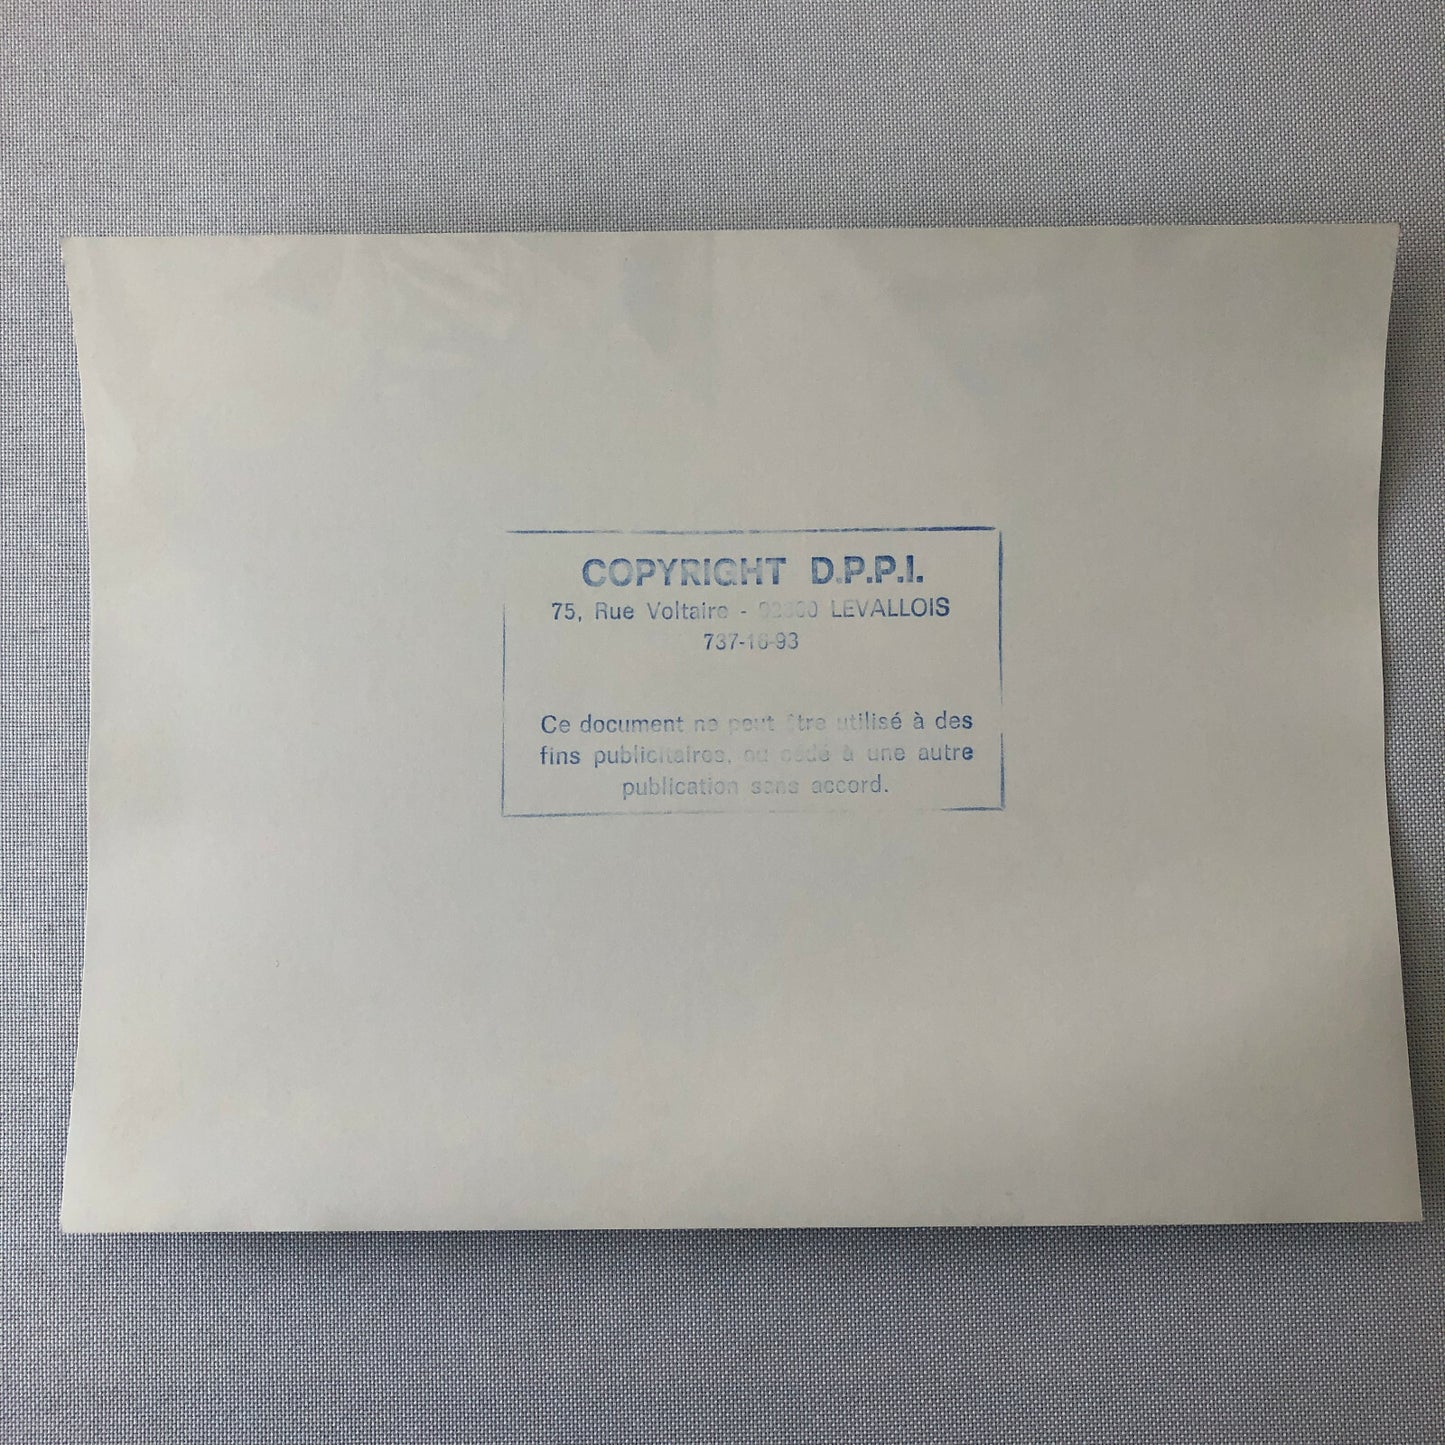 COPYRIGHT D.P.P.I.
75, Rue Voltaire - 92300 LEVALLOIS
737-16-93
Ce document ne peut être utilisé à des
fins publicitaires, ou cédé à une autre
publication sans accord.